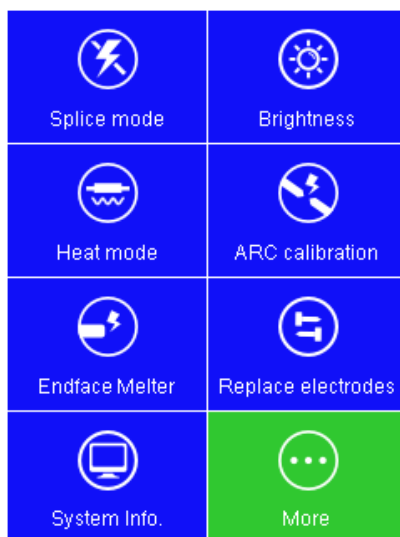 Splice mode
Brightness
Heat mode
ARC calibration
Endface Melter
Replace electrodes
System Info.
More